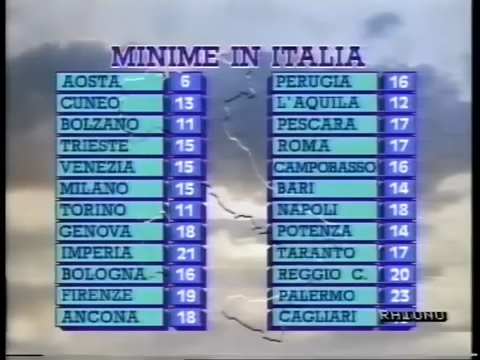 MINIME IN ITALIA
AOSTA 6
CUNEO 13
BOLZANO 11
TRIESTE 15
VENEZIA 15
MILANO 15
TORINO 11
GENOVA 18
IMPERIA 21
BOLOGNA 16
FIRENZE 19
ANCONA 18
PERUGIA 16
L'AQUILA 12
PESCARA 17
ROMA 17
CAMPOBASSO 16
BARI 14
NAPOLI 18
POTENZA 14
TARANTO 17
REGGIO C. 20
PALERMO 23
CAGLIARI
RAIUNO